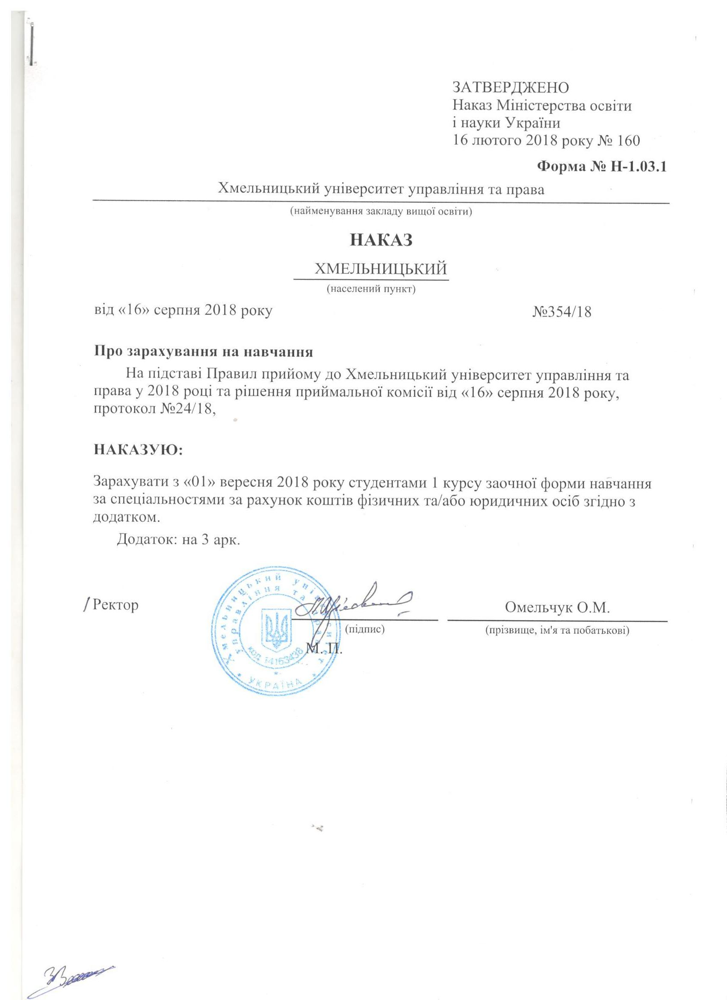 ЗАТВЕРДЖЕНО
Наказ Міністерства освіти
і науки України
16 лютого 2018 року № 160
Форма № Н-1.03.1
Хмельницький університет управління та права
(найменування закладу вищої освіти)
НАКАЗ
ХМЕЛЬНИЦЬКИЙ
(населений пункт)
від «16» серпня 2018 року №354/18
Про зарахування на навчання
На підставі Правил прийому до Хмельницький університет управління та
права у 2018 році та рішення приймальної комісії від «16» серпня 2018 року,
протокол №24/18,
НАКАЗУЮ:
Зарахувати з «01» вересня 2018 року студентами 1 курсу заочної форми навчання
за спеціальностями за рахунок коштів фізичних та/або юридичних осіб згідно з
додатком.
Додаток: на 3 арк.
/ Ректор Омельчук О.М.
(підпис) (прізвище, ім'я та побатькові)
М. П.
Хмельницький університет
управління та права
код 14163438
* УКРАЇНА *